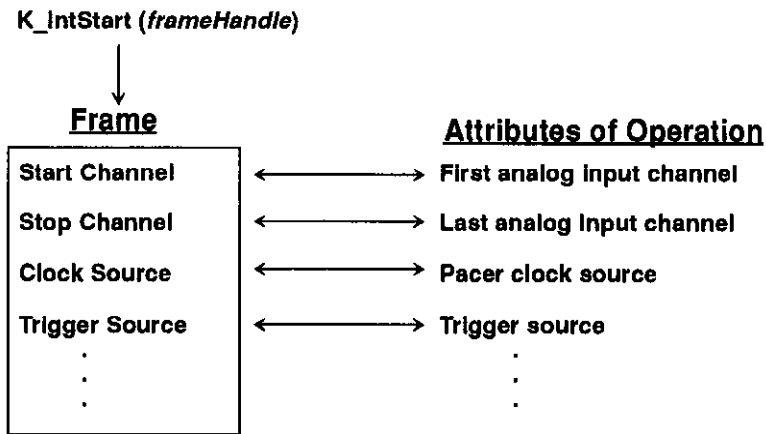 K_IntStart (frameHandle)
Frame
Attributes of Operation
Start Channel
First analog input channel
Stop Channel
Last analog Input channel
Clock Source
Pacer clock source
Trigger Source
Trigger source
.
.
.
.
.
.